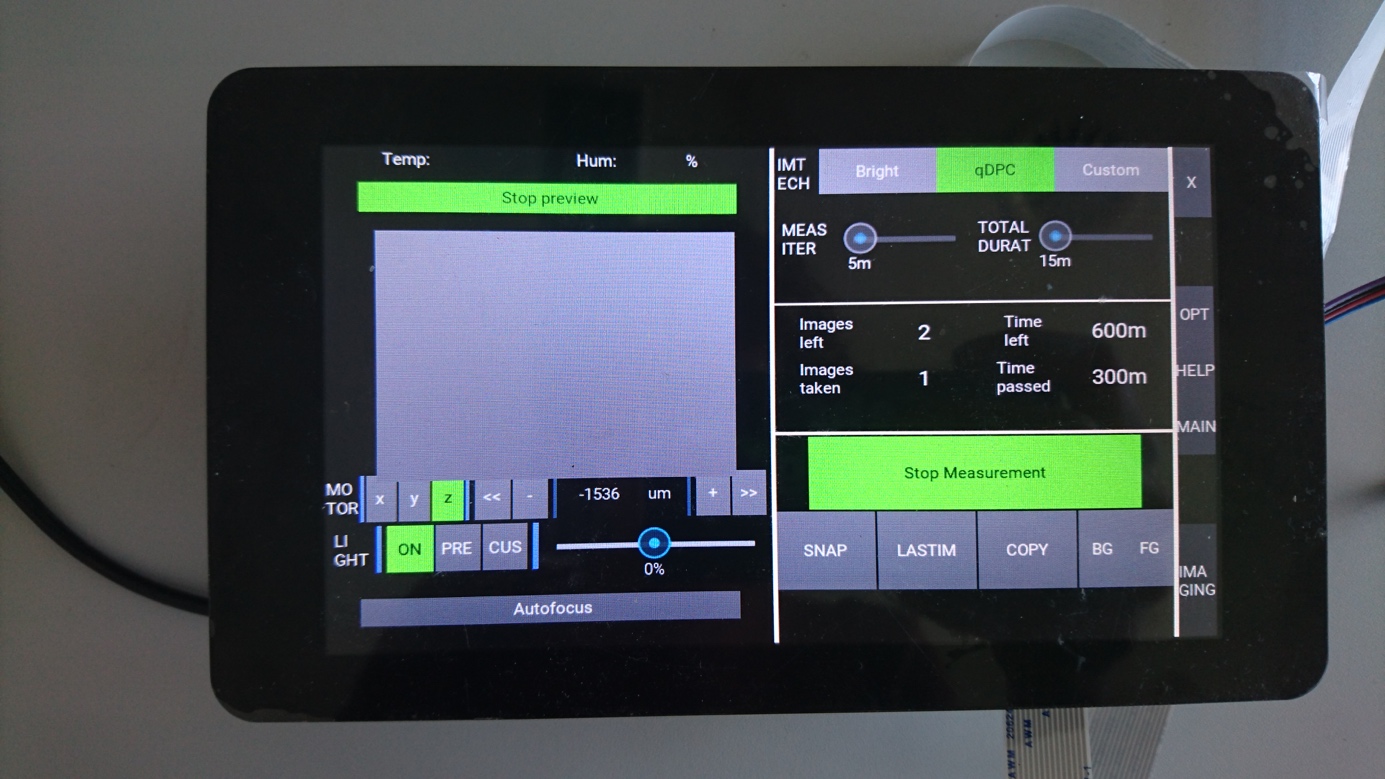 Temp:
Hum:
%
Stop preview
MO
TOR
x
y
z
<<
-
-1536
um
+
>>
LI
GHT
ON
PRE
CUS
0%
Autofocus
IMT
ECH
Bright
qDPC
Custom
MEAS
ITER
5m
TOTAL
DURAT
15m
Images
left
2
Time
left
600m
Images
taken
1
Time
passed
300m
Stop Measurement
SNAP
LASTIM
COPY
BG
FG
X
OPT
HELP
MAIN
IMA
GING
AWM
AWM